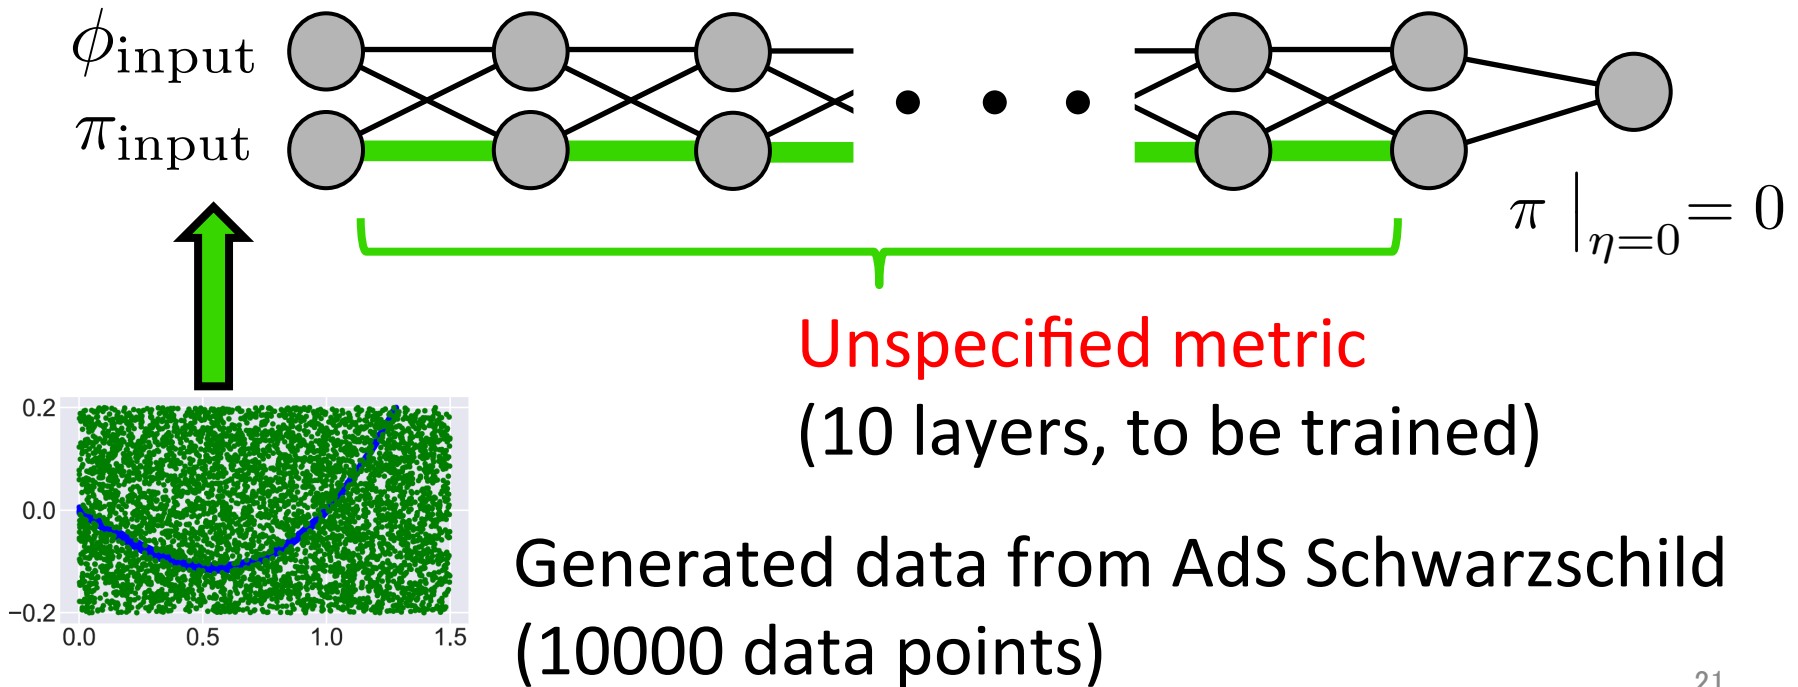 ϕinput
πinput
π |η=0 = 0
Unspecified metric
(10 layers, to be trained)
0.2
0.0
−0.2
0.0 0.5 1.0 1.5
Generated data from AdS Schwarzschild
(10000 data points)
21